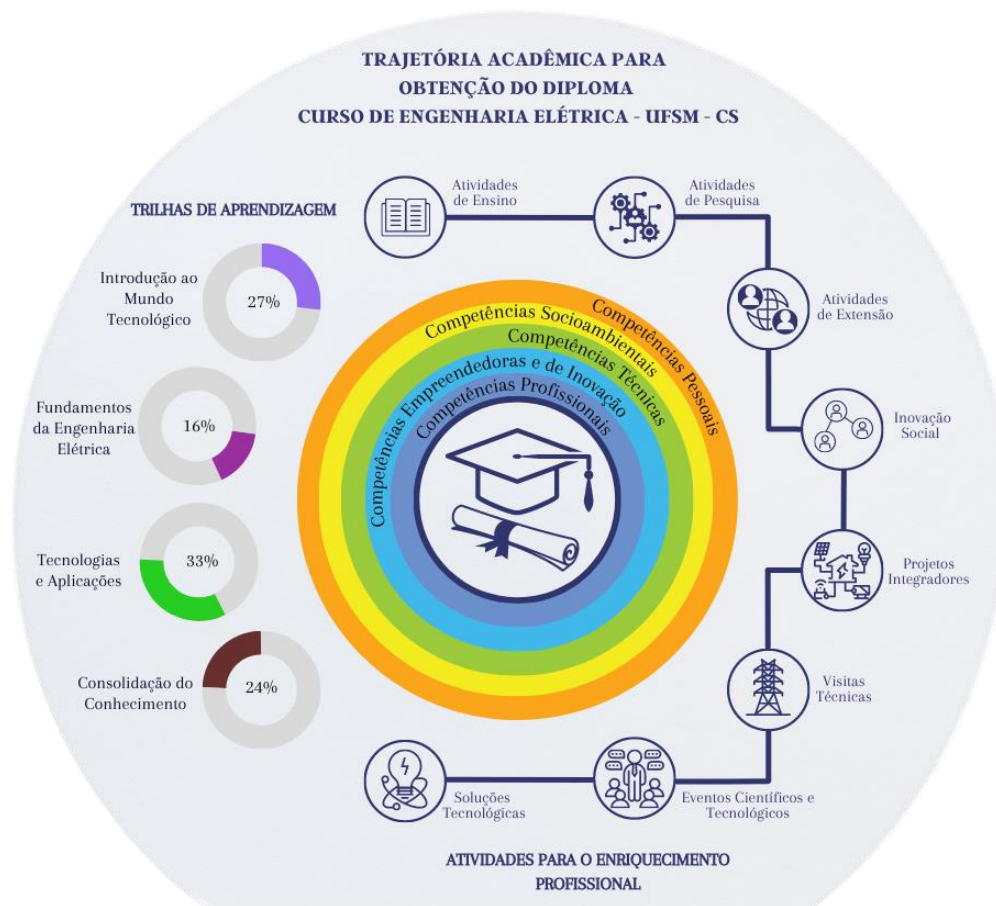 TRAJETÓRIA ACADÊMICA PARA
OBTENÇÃO DO DIPLOMA
CURSO DE ENGENHARIA ELÉTRICA - UFSM - CS
TRILHAS DE APRENDIZAGEM
Introdução ao
Mundo
Tecnológico
27%
Fundamentos
da Engenharia
Elétrica
16%
Tecnologias
e Aplicações
33%
Consolidação do
Conhecimento
24%
Competências Pessoais
Competências Socioambientais
Competências Técnicas
Competências Empreendedoras e de Inovação
Competências Profissionais
Atividades
de Ensino
Atividades
de Pesquisa
Atividades
de Extensão
Inovação
Social
Projetos
Integradores
Visitas
Técnicas
Eventos Científicos e
Tecnológicos
Soluções
Tecnológicas
ATIVIDADES PARA O ENRIQUECIMENTO
PROFISSIONAL